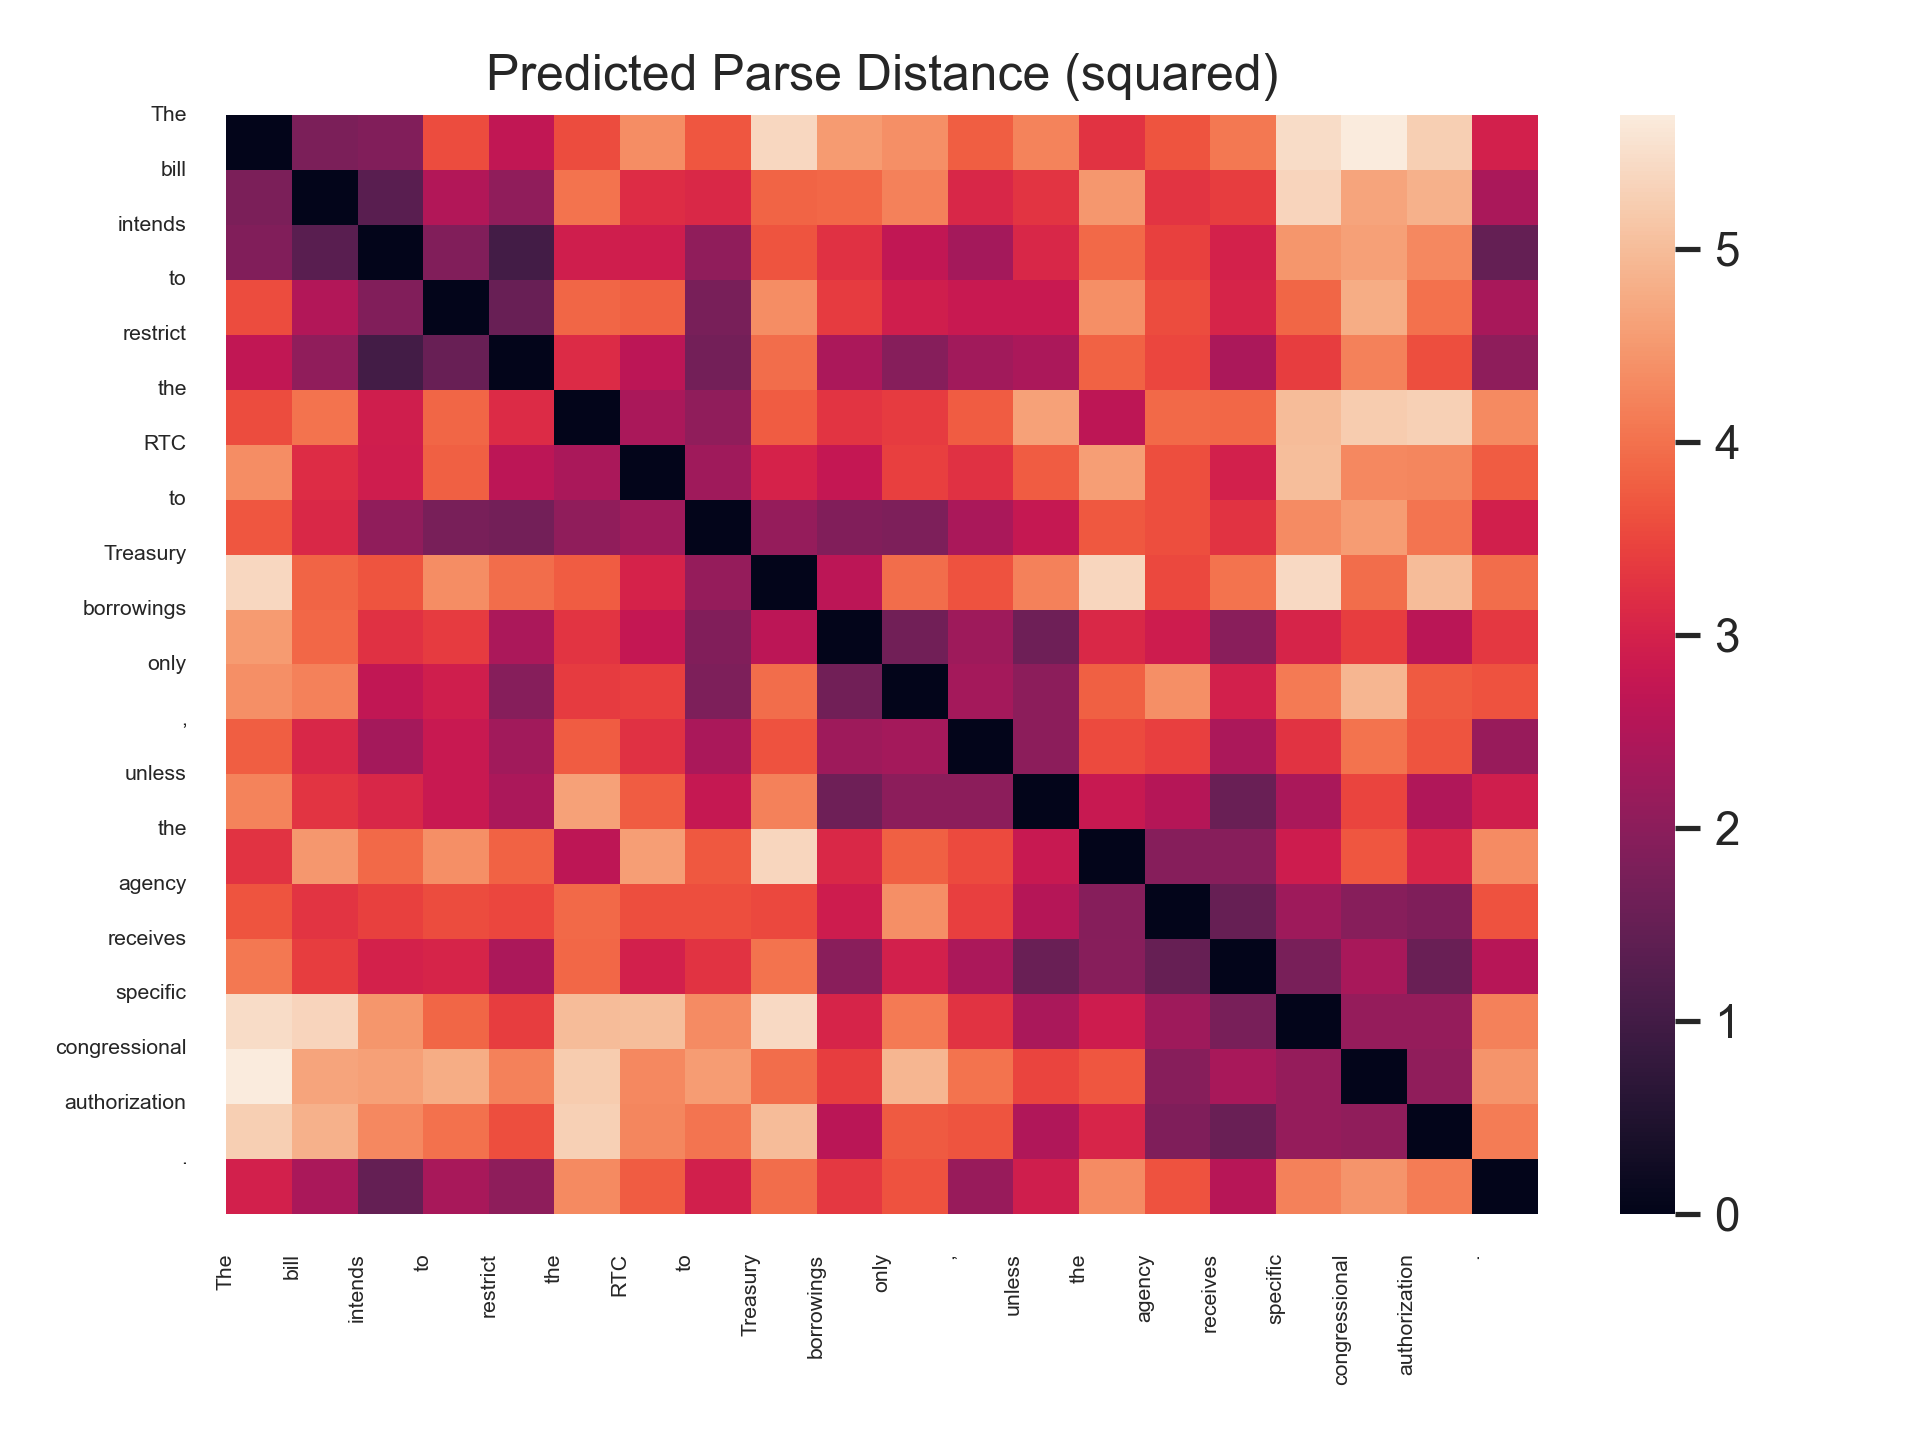 Predicted Parse Distance (squared)
The
bill
intends
to
restrict
the
RTC
to
Treasury
borrowings
only
,
unless
the
agency
receives
specific
congressional
authorization
.
5
4
3
2
1
0
The
bill
intends
to
restrict
the
RTC
to
Treasury
borrowings
only
,
unless
the
agency
receives
specific
congressional
authorization
.